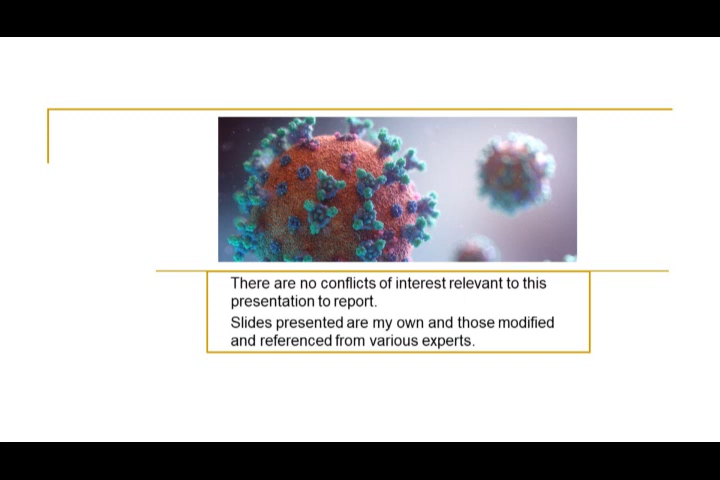 There are no conflicts of interest relevant to this
presentation to report.
Slides presented are my own and those modified
and referenced from various experts.